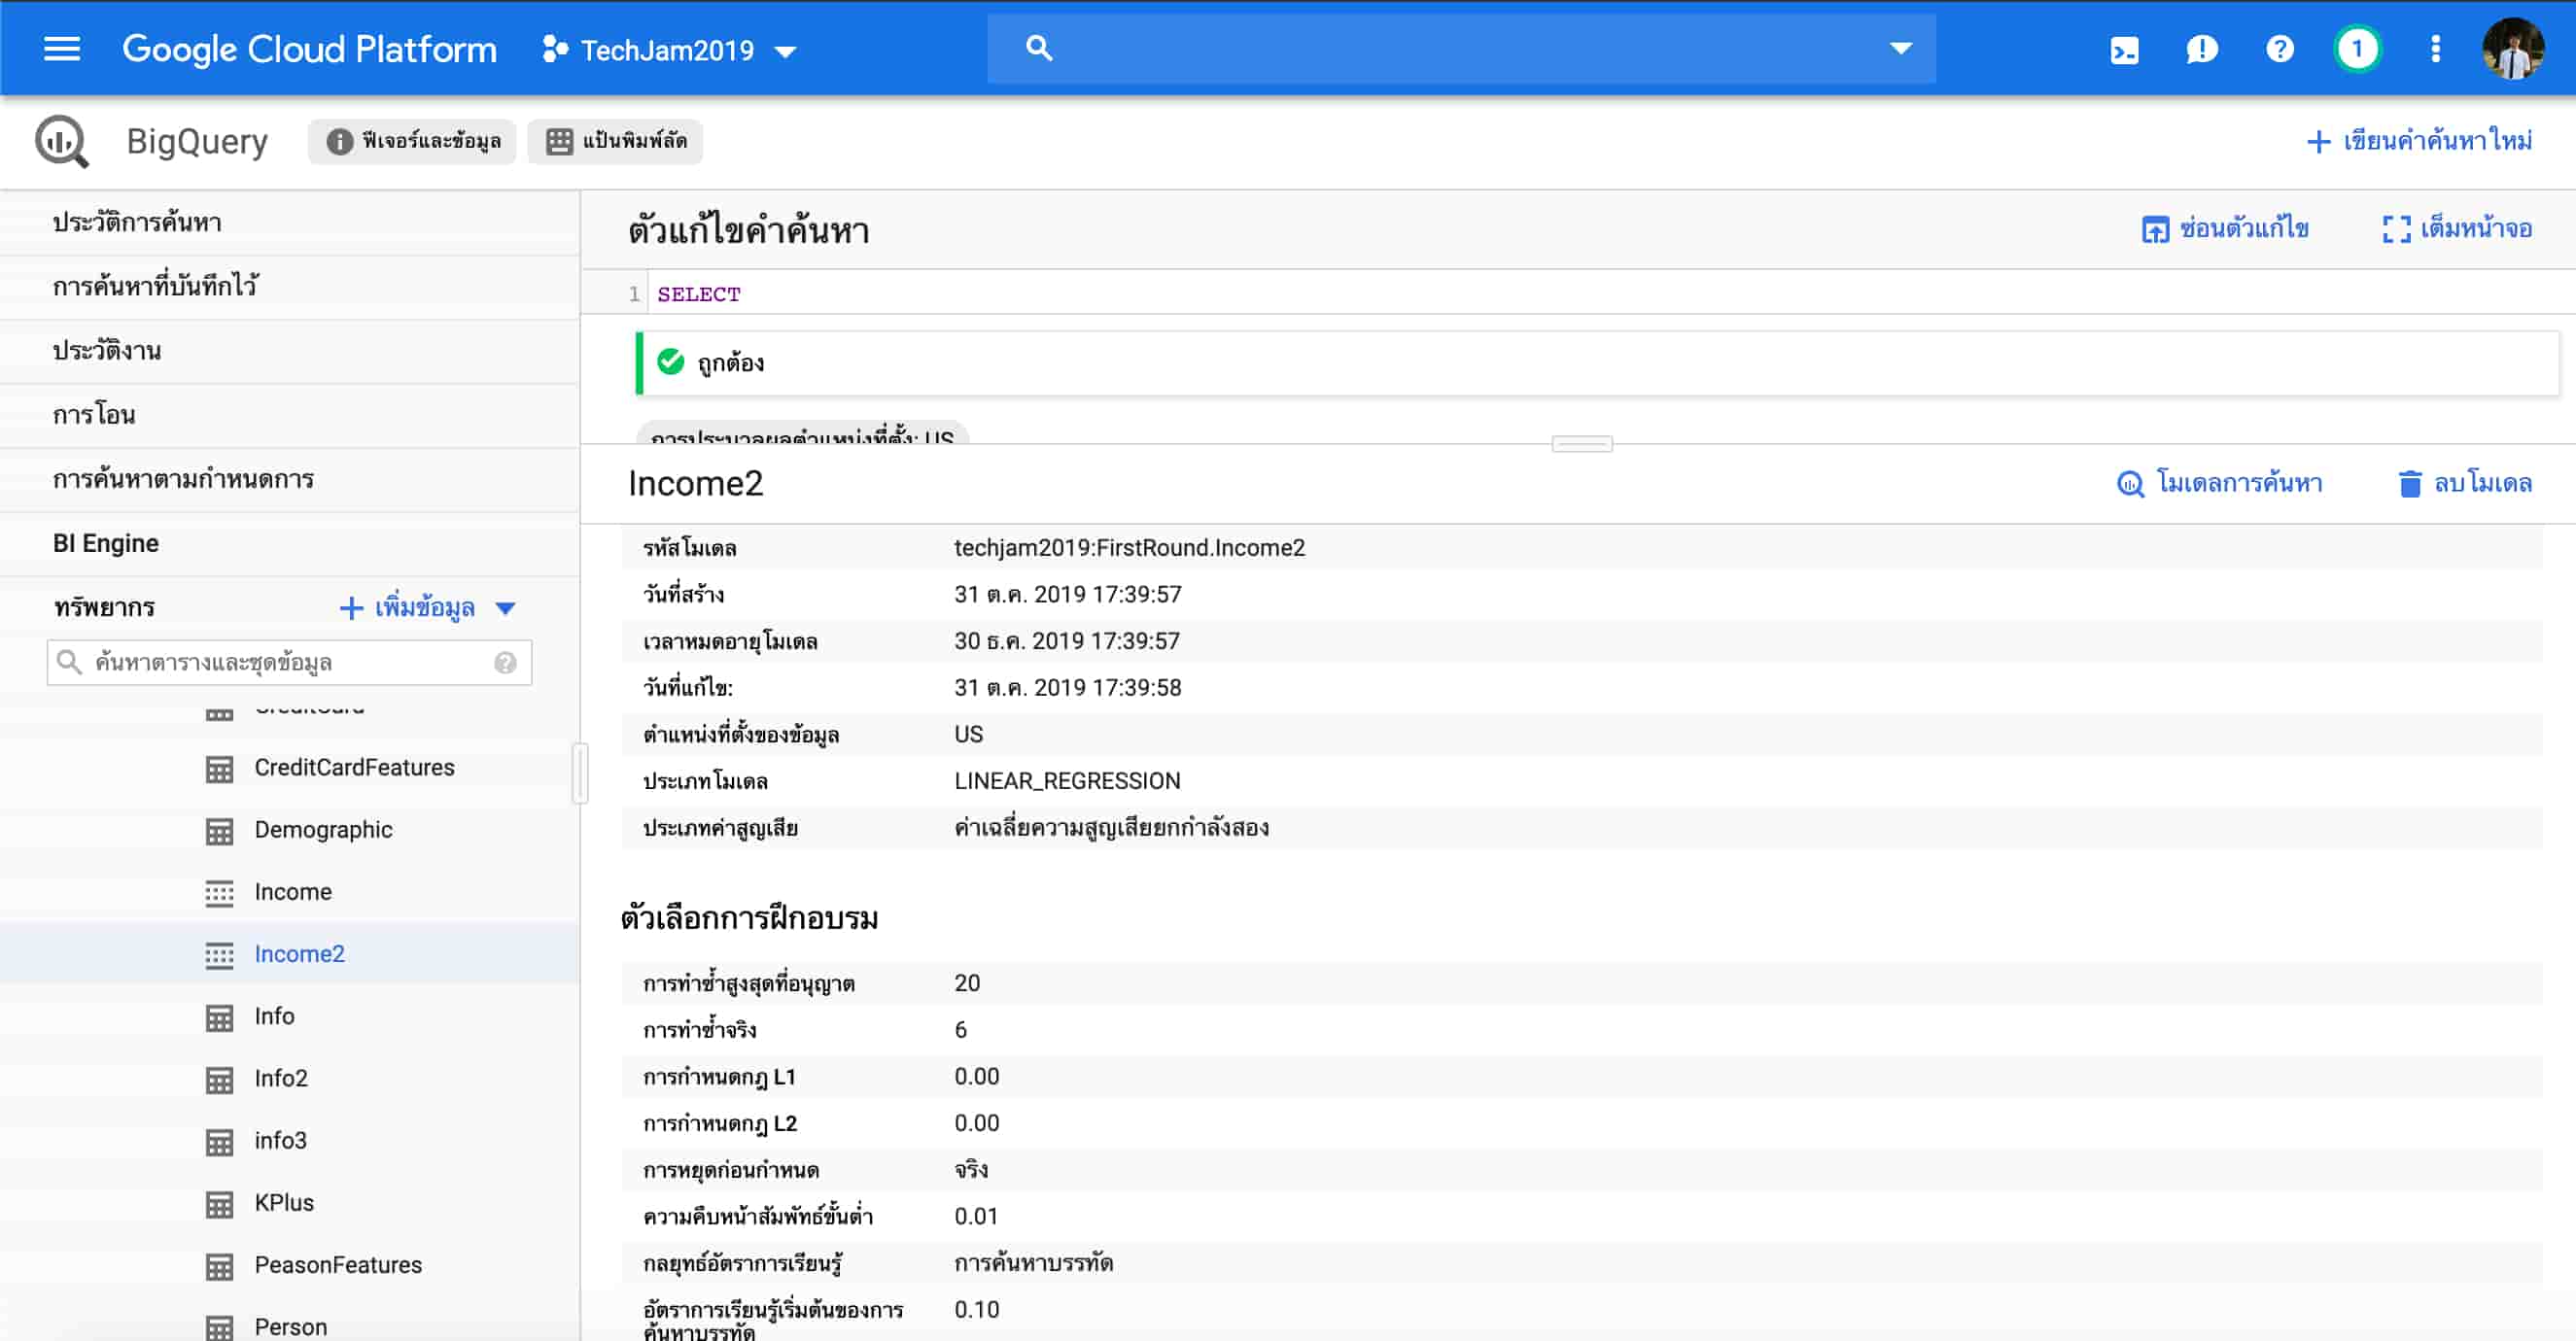 Google Cloud Platform
TechJam2019
1
BigQuery
ฟีเจอร์และข้อมูล
แป้นพิมพ์ลัด
เขียนคำค้นหาใหม่
ประวัติการค้นหา
การค้นหาที่บันทึกไว้
ประวัติงาน
การโอน
การค้นหาตามกำหนดการ
BI Engine
ทรัพยากร
เพิ่มข้อมูล
ค้นหาตารางและชุดข้อมูล
CreditCard
CreditCardFeatures
Demographic
Income
Income2
Info
Info2
info3
KPlus
PeasonFeatures
Person
ตัวแก้ไขคำค้นหา
ซ่อนตัวแก้ไข
เต็มหน้าจอ
1 SELECT
ถูกต้อง
การประมวลผลตำแหน่งที่ตั้ง: US
Income2
โมเดลการค้นหา
ลบโมเดล
รหัสโมเดล techjam2019:FirstRound.Income2
วันที่สร้าง 31 ต.ค. 2019 17:39:57
เวลาหมดอายุโมเดล 30 ธ.ค. 2019 17:39:57
วันที่แก้ไข: 31 ต.ค. 2019 17:39:58
ตำแหน่งที่ตั้งของข้อมูล US
ประเภทโมเดล LINEAR_REGRESSION
ประเภทค่าสูญเสีย ค่าเฉลี่ยความสูญเสียยกกำลังสอง
ตัวเลือกการฝึกอบรม
การทำซ้ำสูงสุดที่อนุญาต 20
การทำซ้ำจริง 6
การกำหนดกฎ L1 0.00
การกำหนดกฎ L2 0.00
การหยุดก่อนกำหนด จริง
ความคืบหน้าสัมพัทธ์ขั้นต่ำ 0.01
กลยุทธ์อัตราการเรียนรู้ การค้นหาบรรทัด
อัตราการเรียนรู้เริ่มต้นของการ 0.10
ค้นหาบรรทัด